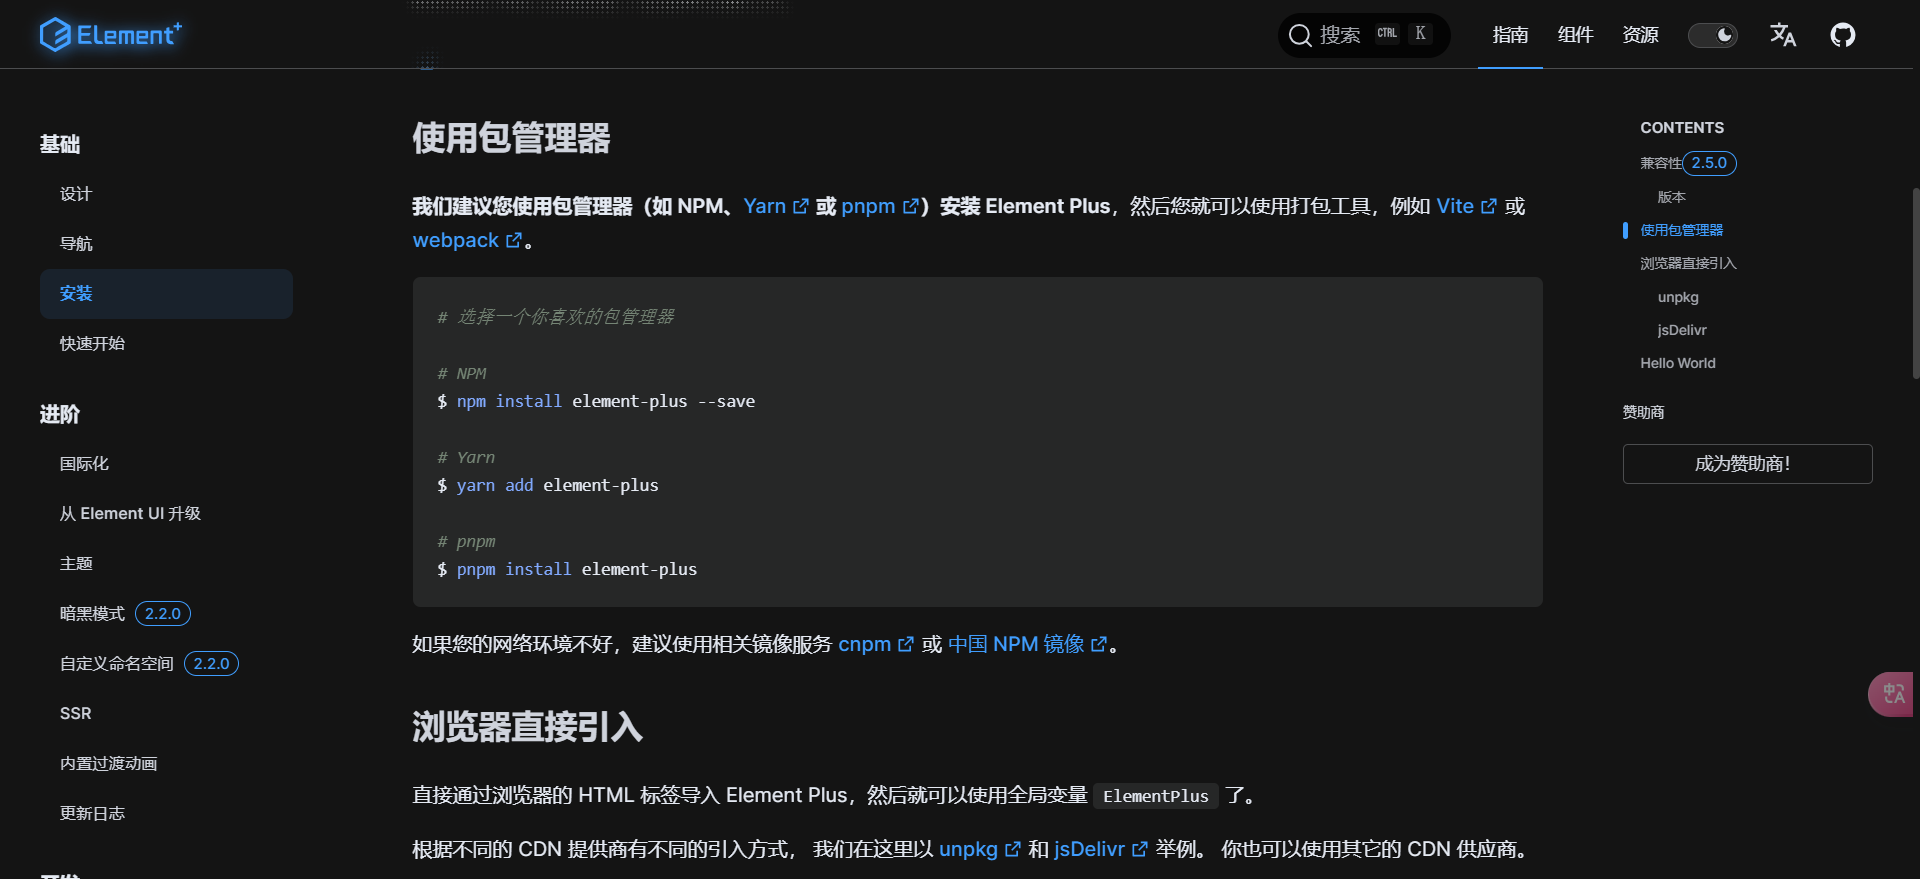 Element+
搜索 CTRL K
指南
组件
资源
基础
设计
导航
安装
快速开始
进阶
国际化
从 Element UI 升级
主题
暗黑模式 2.2.0
自定义命名空间 2.2.0
SSR
内置过渡动画
更新日志
使用包管理器
我们建议您使用包管理器（如 NPM、Yarn 或 pnpm）安装 Element Plus，然后您就可以使用打包工具，例如 Vite 或
webpack。
# 选择一个你喜欢的包管理器
# NPM
$ npm install element-plus --save
# Yarn
$ yarn add element-plus
# pnpm
$ pnpm install element-plus
如果您的网络环境不好，建议使用相关镜像服务 cnpm 或 中国 NPM 镜像。
浏览器直接引入
直接通过浏览器的 HTML 标签导入 Element Plus，然后就可以使用全局变量 ElementPlus 了。
根据不同的 CDN 提供商有不同的引入方式， 我们在这里以 unpkg 和 jsDelivr 举例。 你也可以使用其它的 CDN 供应商。
CONTENTS
兼容性 2.5.0
版本
使用包管理器
浏览器直接引入
unpkg
jsDelivr
Hello World
赞助商
成为赞助商！